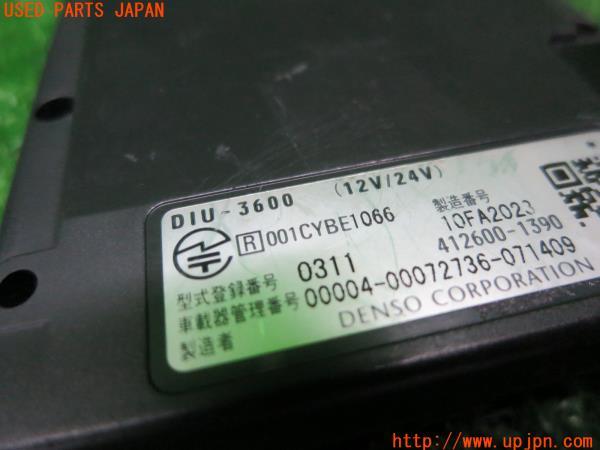 USED PARTS JAPAN
DIU-3600 (12V/24V)
R 001CYBE1066 製造番号
10FA2023
412600-1390
型式登録番号 0311
車載器管理番号 00004-00072736-071409
製造者 DENSO CORPORATION
http://www.upjpn.com/